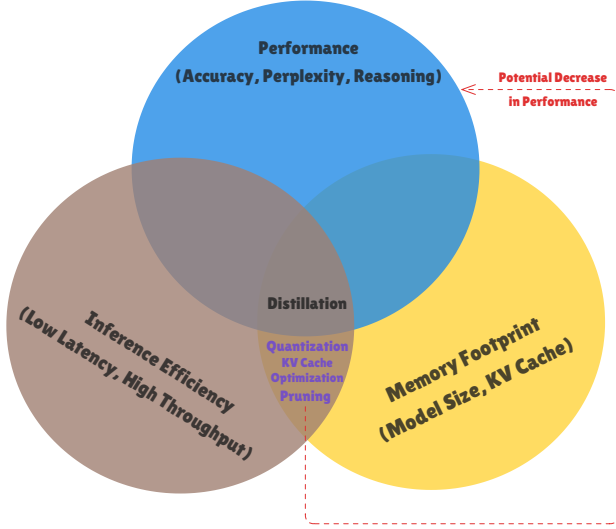 Performance
(Accuracy, Perplexity, Reasoning)
Potential Decrease
in Performance
Distillation
Quantization
KV Cache
Optimization
Pruning
Inference Efficiency
(Low Latency, High Throughput)
Memory Footprint
(Model Size, KV Cache)